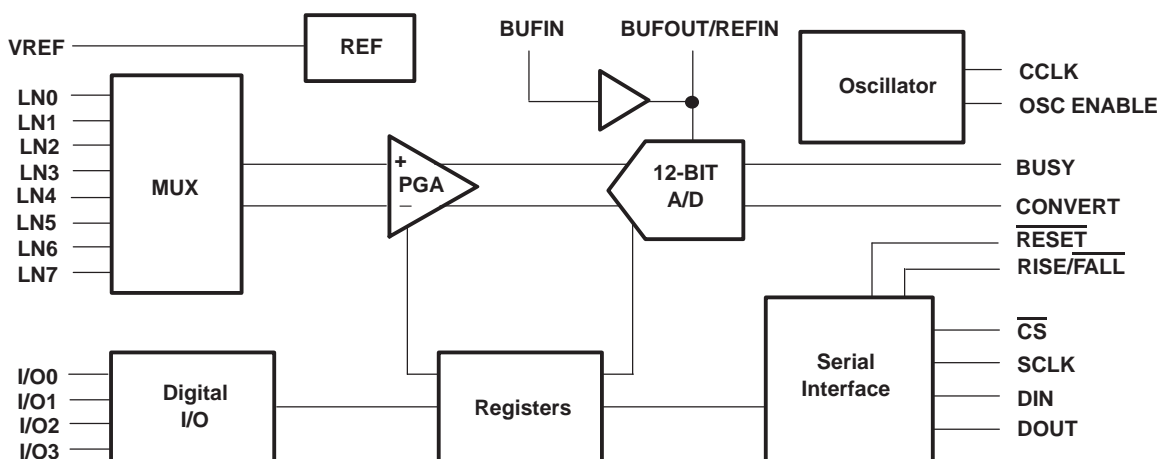 VREF
REF
BUFIN
BUFOUT/REFIN
Oscillator
CCLK
OSC ENABLE
LN0
LN1
LN2
LN3
LN4
LN5
LN6
LN7
MUX
+
PGA
–
12-BIT
A/D
BUSY
CONVERT
RESET
RISE/FALL
I/O0
I/O1
I/O2
I/O3
Digital
I/O
Registers
Serial
Interface
CS
SCLK
DIN
DOUT